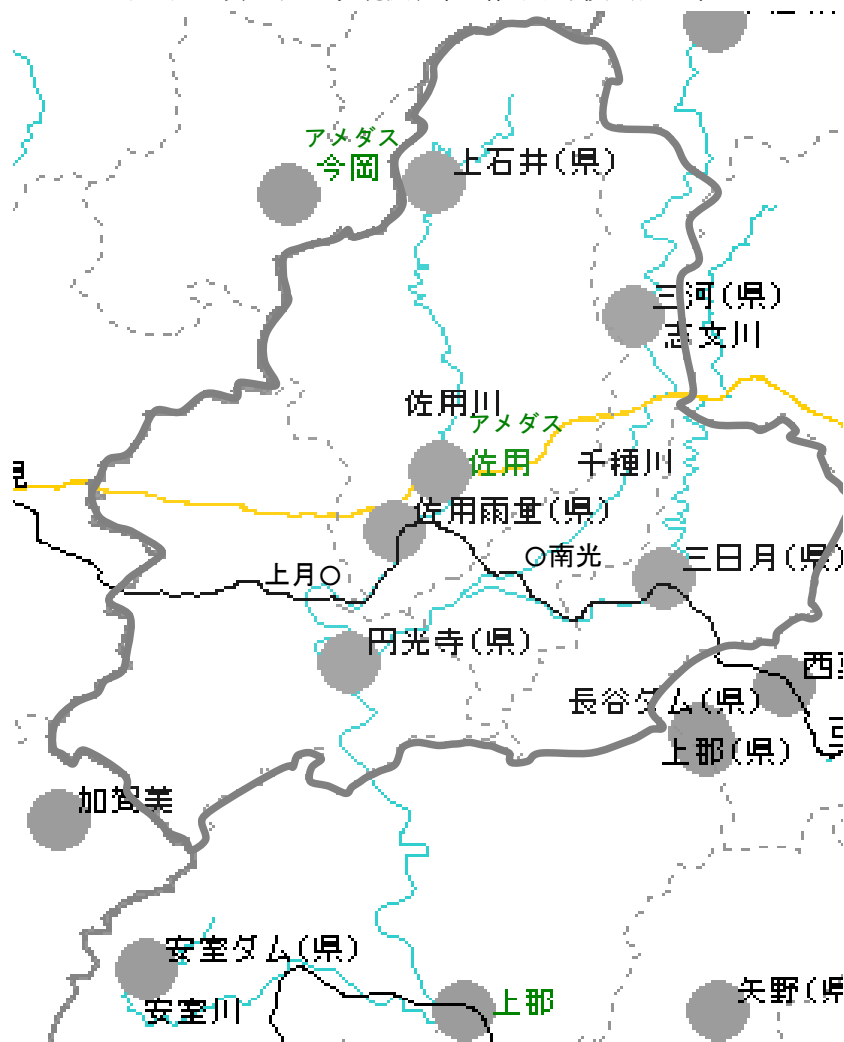 アメダス
今岡
上石井(県)
三河(県)
志文川
佐用川
アメダス
佐用
千種川
佐用雨量(県)
上月○
○南光
三日月(県)
円光寺(県)
長谷ダム(県)
上郡(県)
加賀美
安室ダム(県)
安室川
上郡
矢野(県